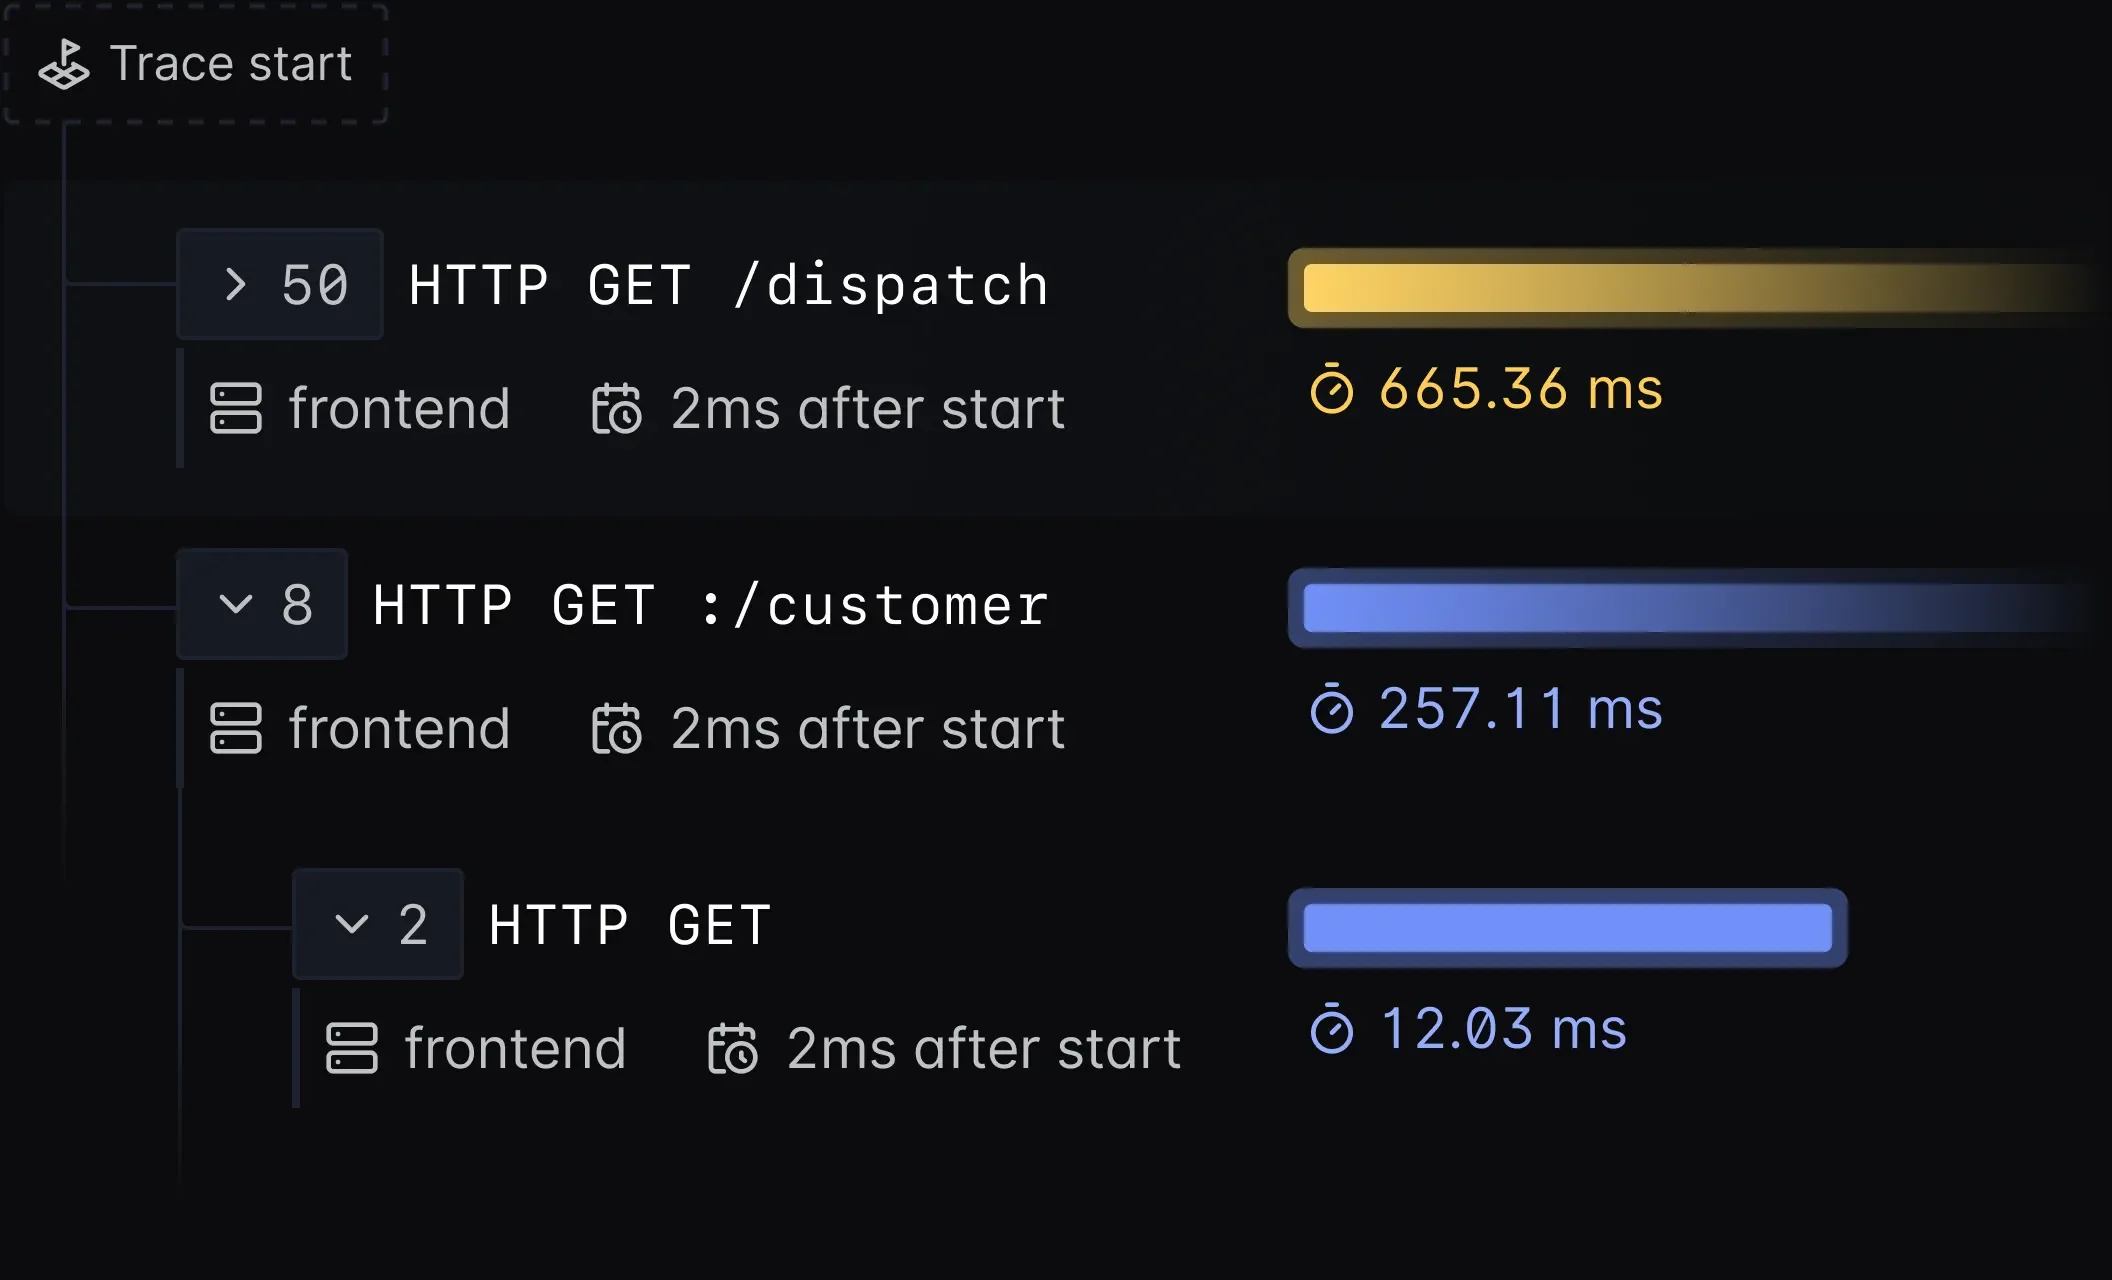 Trace start
50 HTTP GET /dispatch
frontend 2ms after start 665.36 ms
8 HTTP GET :/customer
frontend 2ms after start 257.11 ms
2 HTTP GET
frontend 2ms after start 12.03 ms